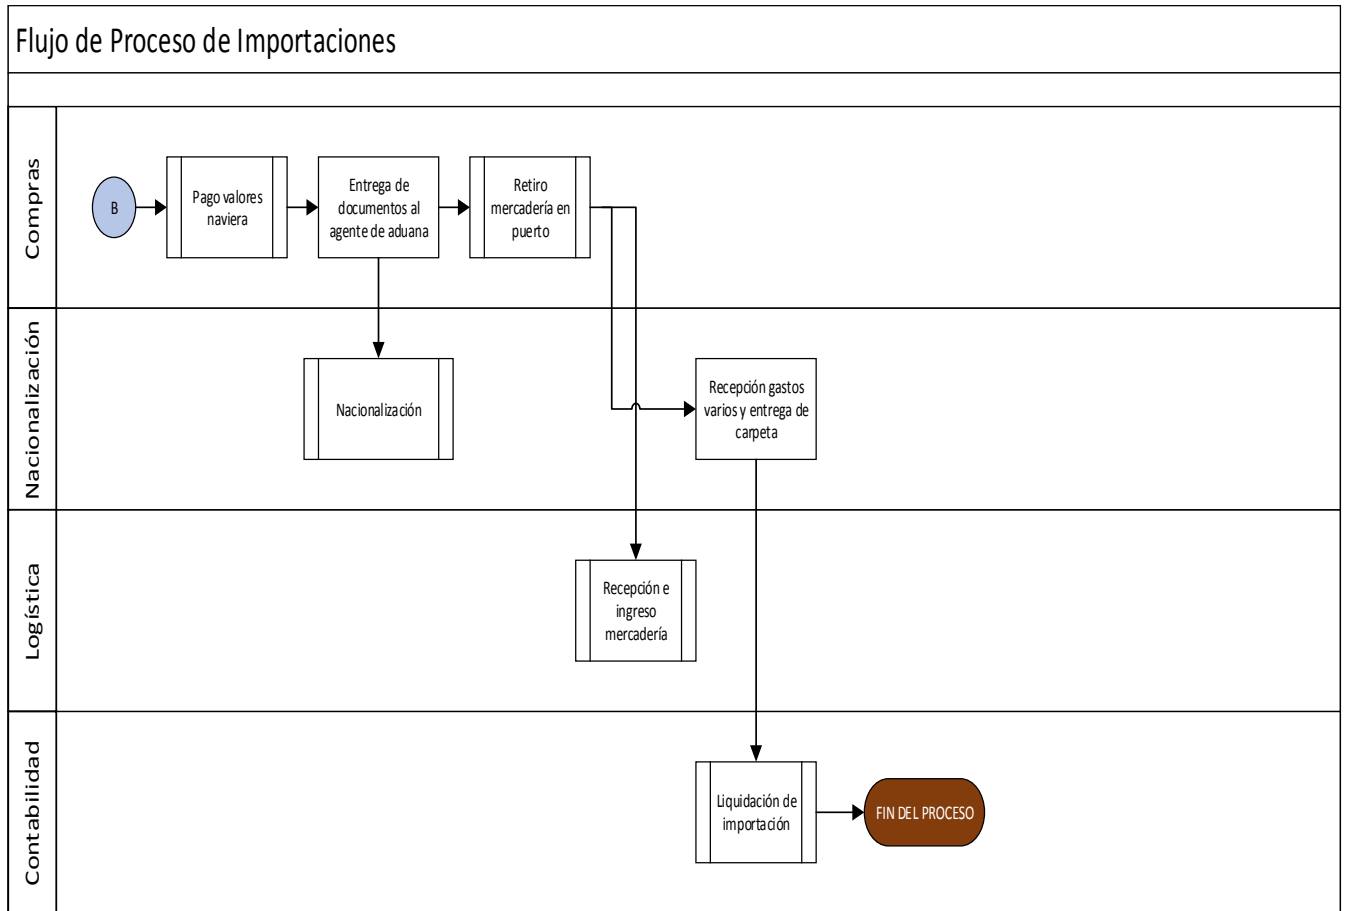 Flujo de Proceso de Importaciones
Compras
B
Pago valores
naviera
Entrega de
documentos al
agente de aduana
Retiro
mercadería en
puerto
Nacionalización
Nacionalización
Recepción gastos
varios y entrega de
carpeta
Logística
Recepción e
ingreso
mercadería
Contabilidad
Liquidación de
importación
FIN DEL PROCESO